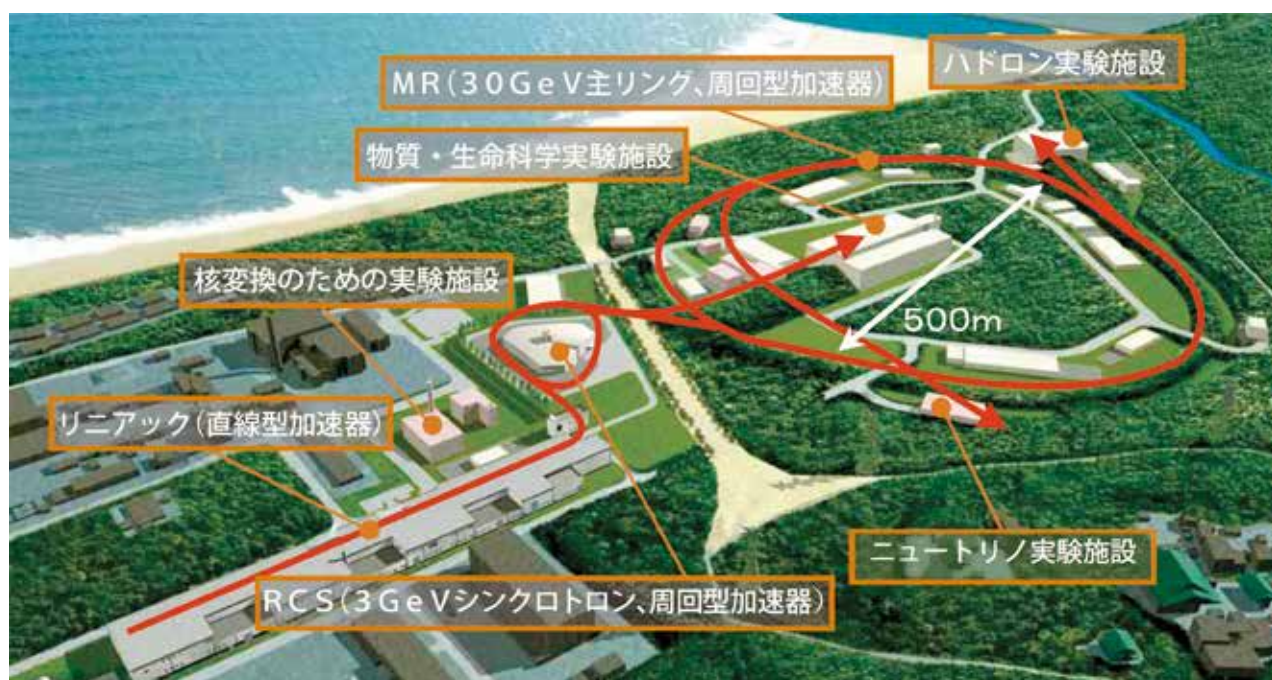 ハドロン実験施設
MR(30GeV主リング、周回型加速器)
物質・生命科学実験施設
核変換のための実験施設
500m
リニアック(直線型加速器)
ニュートリノ実験施設
RCS(3GeVシンクロトロン、周回型加速器)